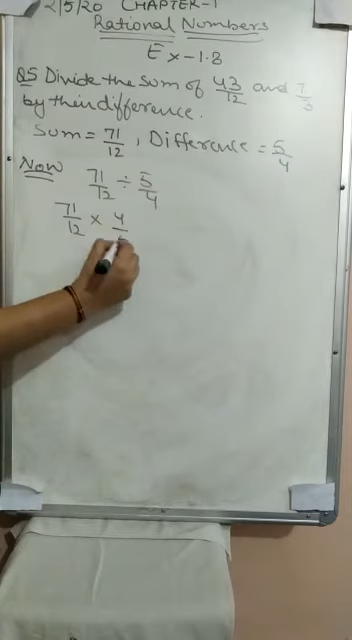 2/5/20 CHAPTER-1
Rational Numbers
Ex-1.8
Q5 Divide the sum of 43/12 and 7/3
by their difference.
Sum = 71/12, Difference = 5/4
Now 71/12 ÷ 5/4
71/12 × 4/